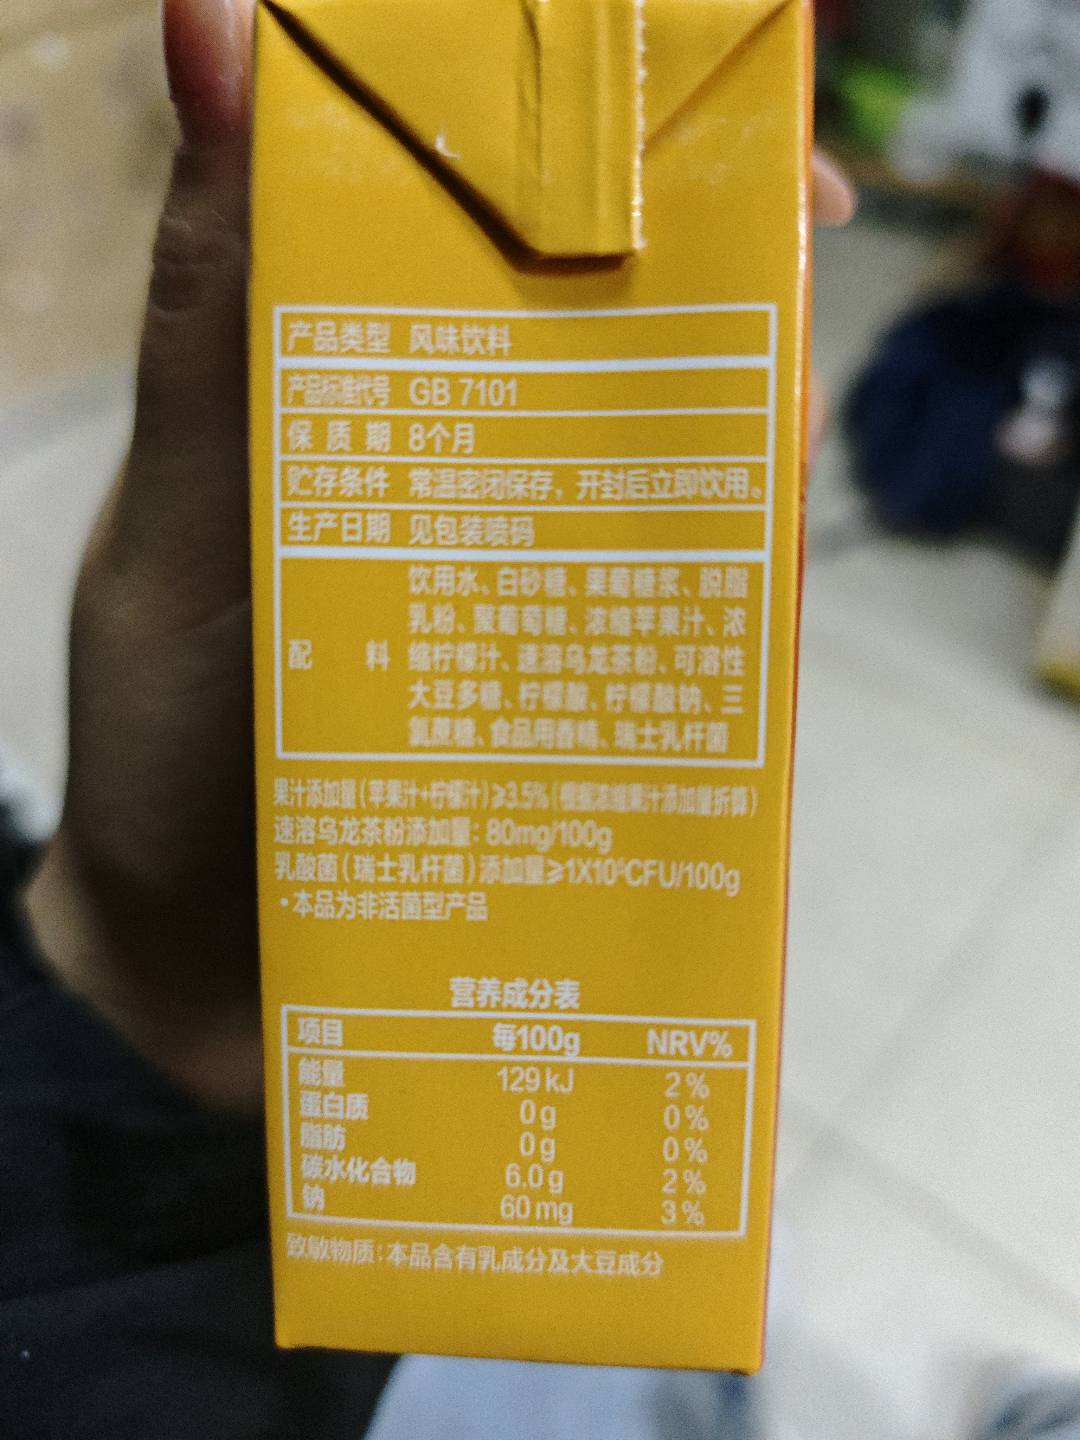 产品类型 风味饮料
产品标准代号 GB 7101
保质期 8个月
贮存条件 常温密闭保存，开封后立即饮用。
生产日期 见包装喷码
配料 饮用水、白砂糖、果葡糖浆、脱脂
乳粉、聚葡萄糖、浓缩苹果汁、浓
缩柠檬汁、速溶乌龙茶粉、可溶性
大豆多糖、柠檬酸、柠檬酸钠、三
氯蔗糖、食品用香精、瑞士乳杆菌
果汁添加量(苹果汁+柠檬汁)≥3.5%(根据浓缩果汁添加量折算)
速溶乌龙茶粉添加量：80mg/100g
乳酸菌(瑞士乳杆菌)添加量≥1X10⁶CFU/100g
·本品为非活菌型产品
营养成分表
项目 每100g NRV%
能量 129kJ 2%
蛋白质 0g 0%
脂肪 0g 0%
碳水化合物 6.0g 2%
钠 60mg 3%
致敏物质：本品含有乳成分及大豆成分